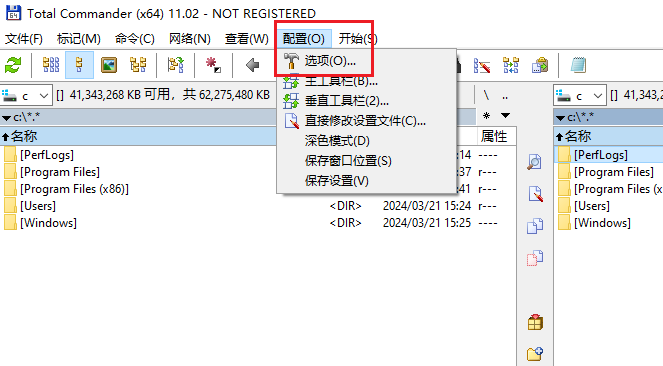 Total Commander (x64) 11.02 - NOT REGISTERED
文件(F) 标记(M) 命令(C) 网络(N) 查看(W) 配置(O) 开始(S)
选项(O)...
主工具栏(B)...
垂直工具栏(2)...
直接修改设置文件(C)...
深色模式(D)
保存窗口位置(S)
保存设置(V)
c [] 41,343,268 KB 可用，共 62,275,480 KB \ .. c [] 41,343,
c:\*.* * c:\*.*
名称 属性 名称
[PerfLogs] :14 ---- [PerfLogs]
[Program Files] :37 r--- [Program Files]
[Program Files (x86)] :41 r--- [Program Files (x
[Users] <DIR> 2024/03/21 15:24 r--- [Users]
[Windows] <DIR> 2024/03/21 15:25 ---- [Windows]